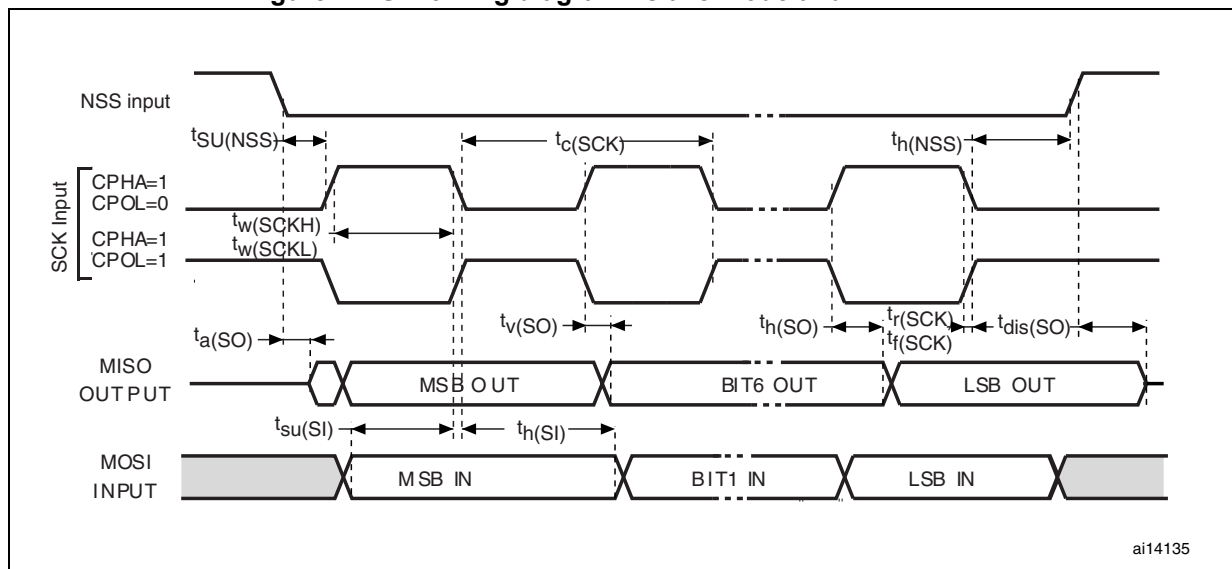 NSS input
tSU(NSS)
tc(SCK)
th(NSS)
SCK Input
CPHA=1
CPOL=0
CPHA=1
CPOL=1
tw(SCKH)
tw(SCKL)
ta(SO)
tv(SO)
th(SO)
tr(SCK)
tf(SCK)
tdis(SO)
MISO
OUTPUT
MSB OUT
BIT6 OUT
LSB OUT
tsu(SI)
th(SI)
MOSI
INPUT
MSB IN
BIT1 IN
LSB IN
ai14135